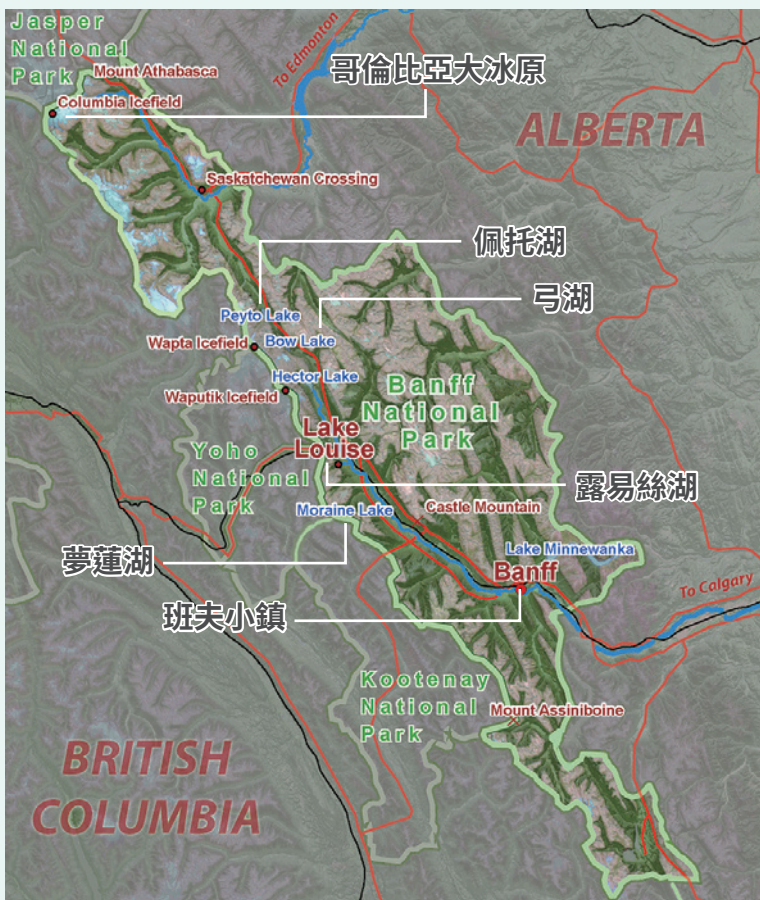 Jasper
National
Park
To Edmonton
哥倫比亞大冰原
Mount Athabasca
Columbia Icefield
ALBERTA
Saskatchewan Crossing
佩托湖
弓湖
Peyto Lake
Wapta Icefield
Bow Lake
Hector Lake
Waputik Icefield
Banff
National
Park
Lake
Louise
Yoho
National
Park
露易絲湖
Moraine Lake
Castle Mountain
夢蓮湖
Lake Minnewanka
Banff
To Calgary
班夫小鎮
Kootenay
National
Park
Mount Assiniboine
BRITISH
COLUMBIA